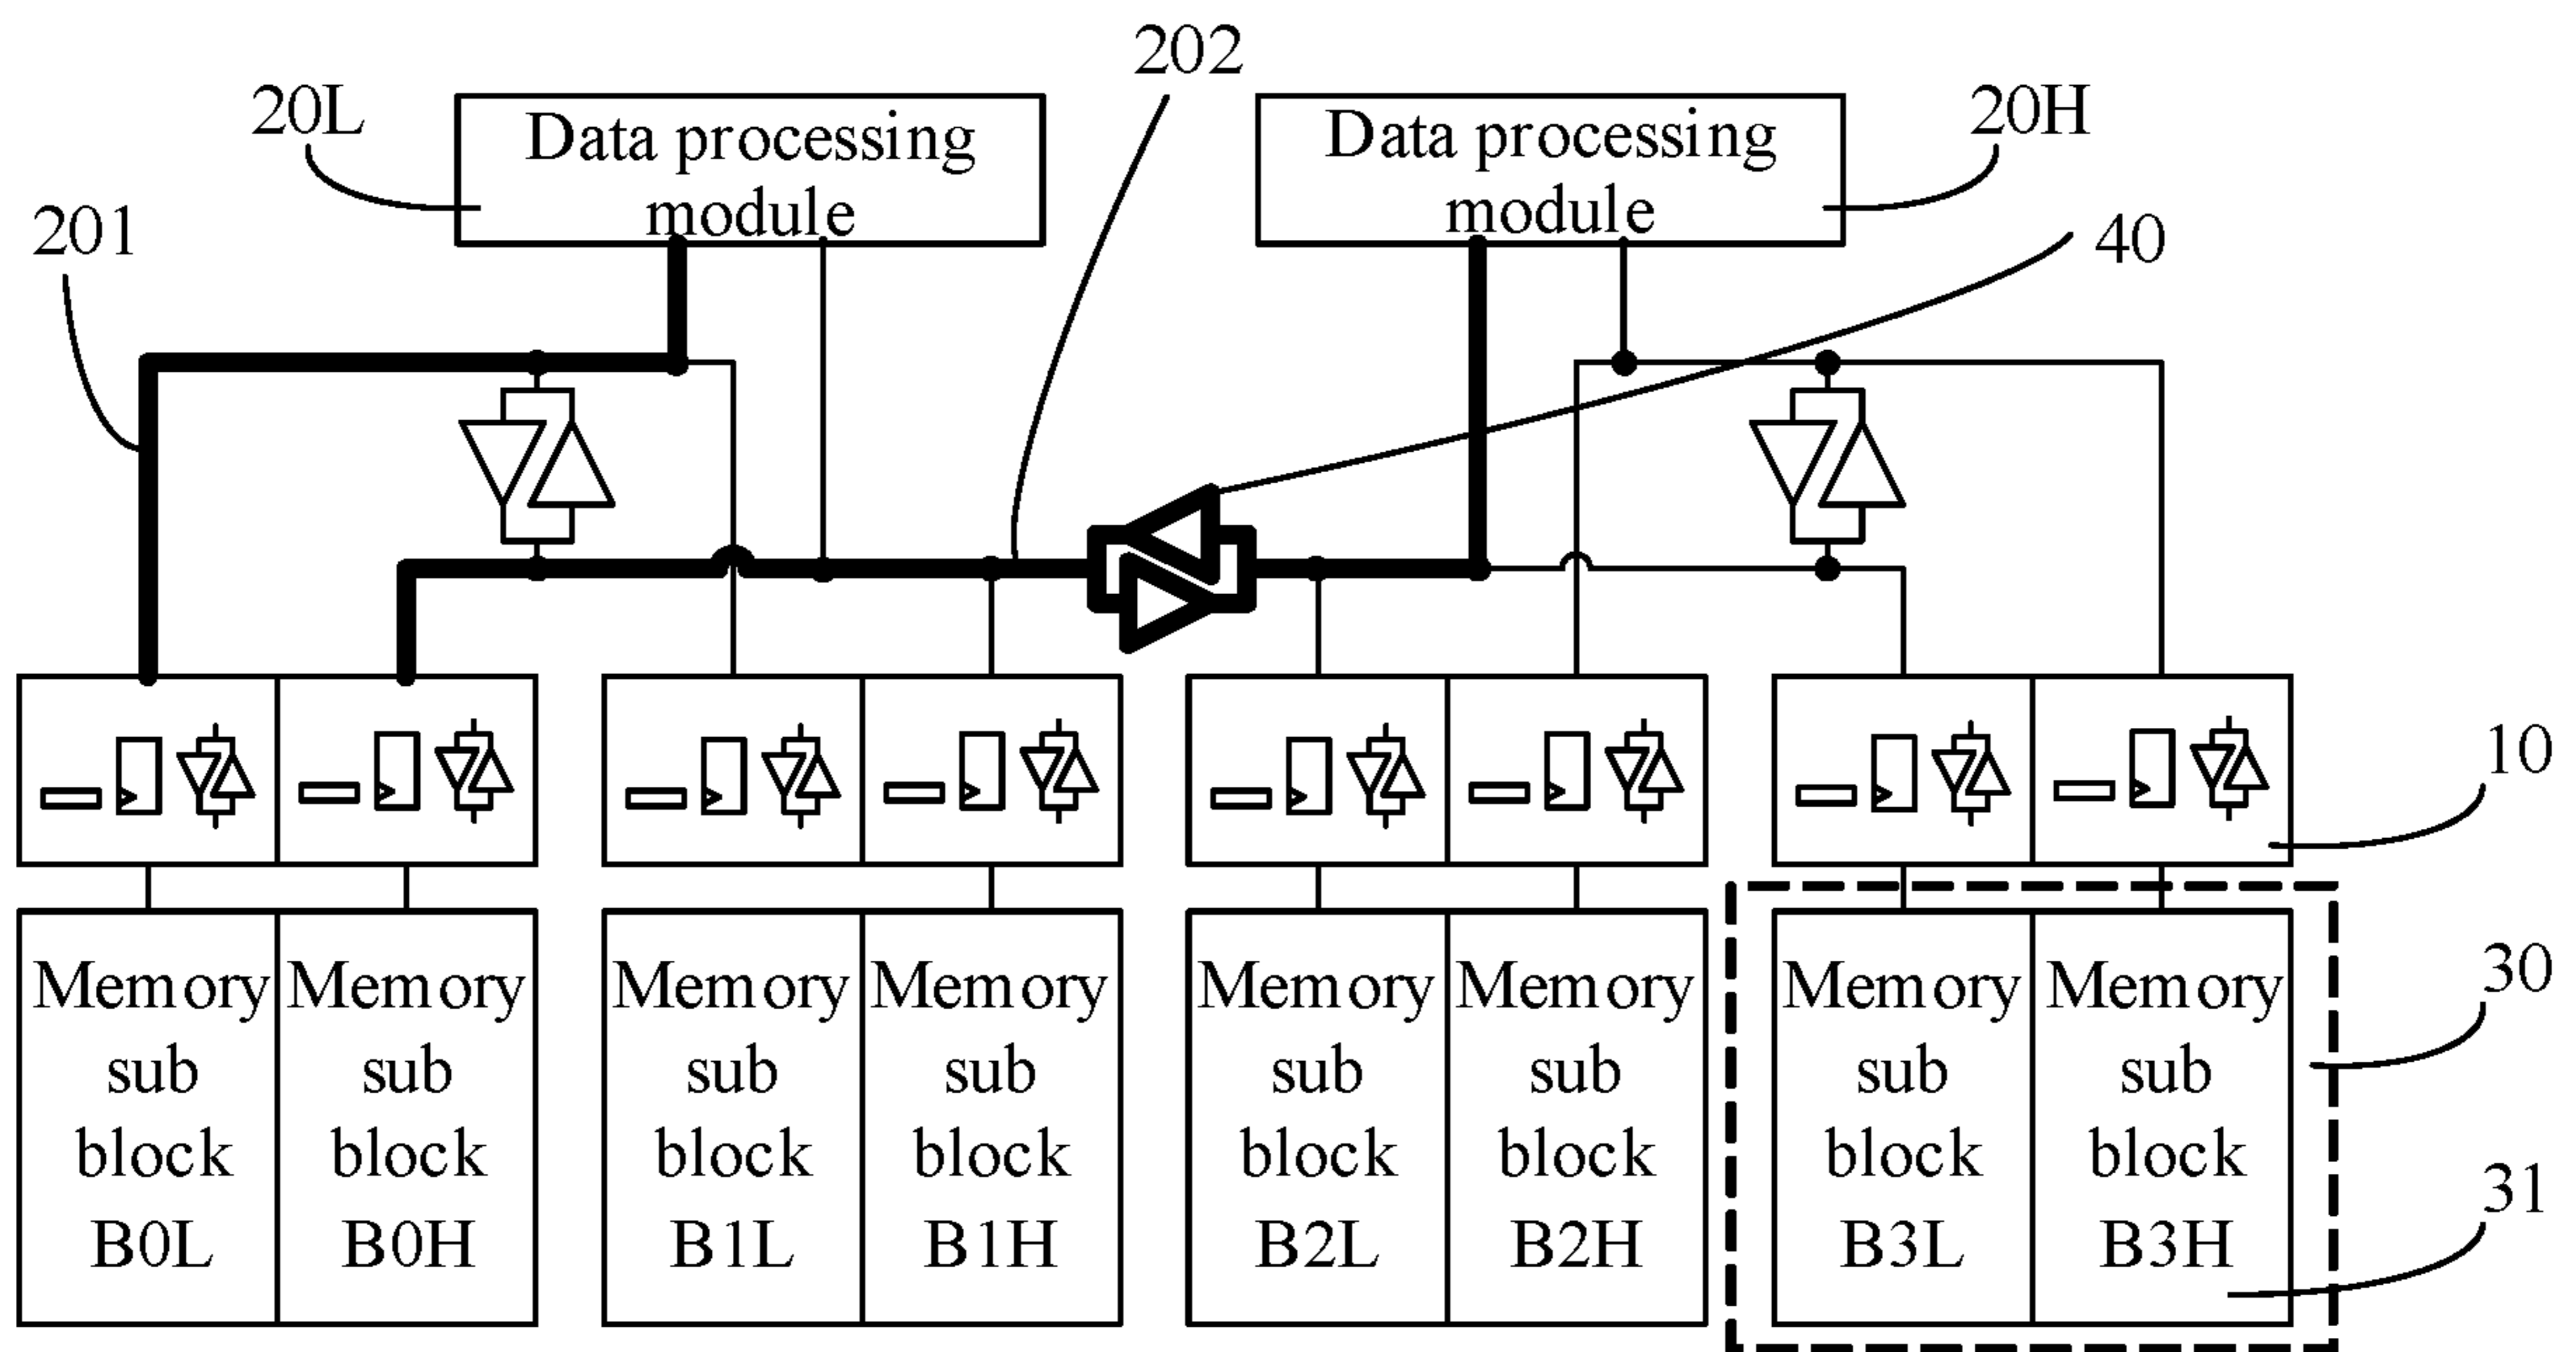 202
20L
Data processing
module
Data processing
module
20H
201
40
10
Memory
sub
block
B0L
Memory
sub
block
B0H
Memory
sub
block
B1L
Memory
sub
block
B1H
Memory
sub
block
B2L
Memory
sub
block
B2H
Memory
sub
block
B3L
Memory
sub
block
B3H
30
31